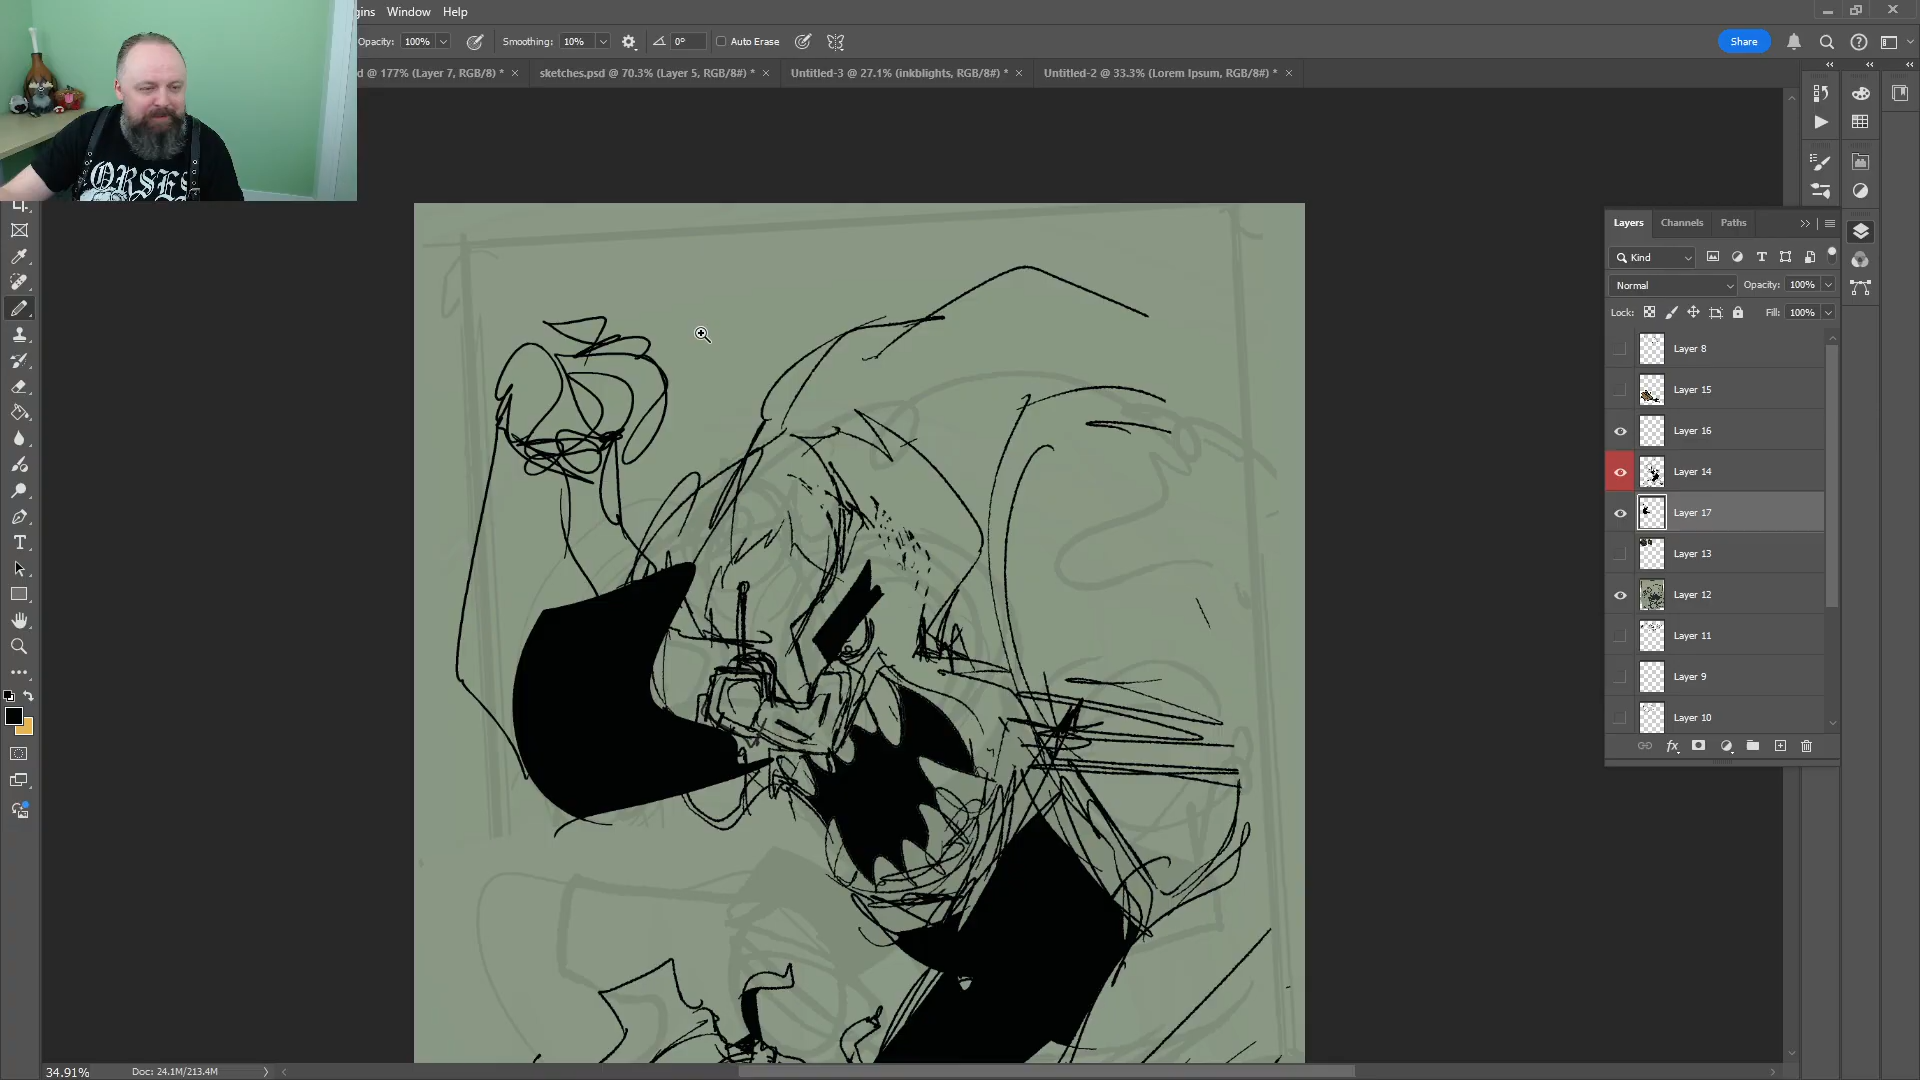 gins Window Help
Opacity: 100% Smoothing: 10% 0° Auto Erase Share
d @ 177% (Layer 7, RGB/8) * × sketches.psd @ 70.3% (Layer 5, RGB/8#) * × Untitled-3 @ 27.1% (inkblights, RGB/8#) * × Untitled-2 @ 33.3% (Lorem Ipsum, RGB/8#) * ×
ORSES
Layers Channels Paths
Kind
Normal Opacity: 100%
Lock: Fill: 100%
Layer 8
Layer 15
Layer 16
Layer 14
Layer 17
Layer 13
Layer 12
Layer 11
Layer 9
Layer 10
34.91% Doc: 24.1M/213.4M